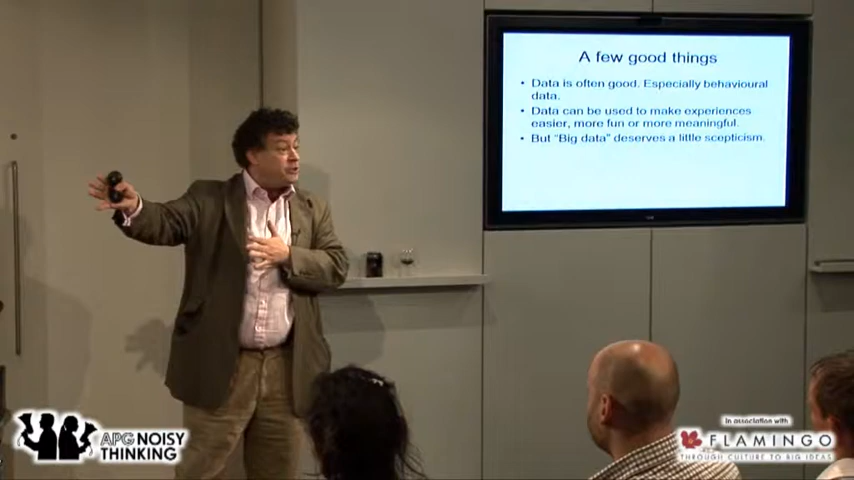 A few good things
• Data is often good. Especially behavioural
data.
• Data can be used to make experiences
easier, more fun or more meaningful.
• But "Big data" deserves a little scepticism.
APG NOISY
THINKING
In association with
FLAMINGO
THROUGH CULTURE TO BIG IDEAS